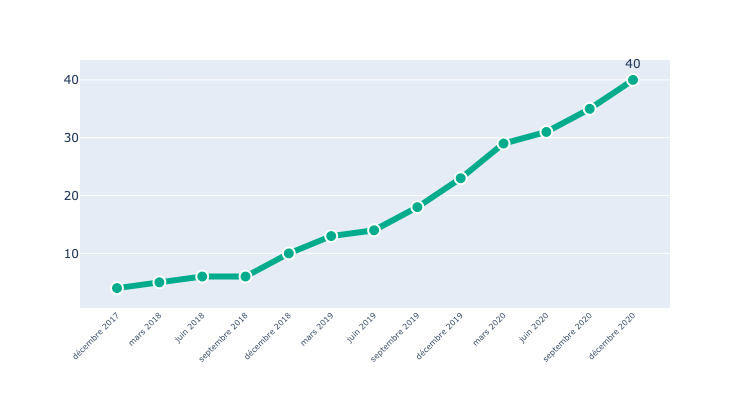 40
40
30
20
10
décembre 2017
mars 2018
juin 2018
septembre 2018
décembre 2018
mars 2019
juin 2019
septembre 2019
décembre 2019
mars 2020
juin 2020
septembre 2020
décembre 2020